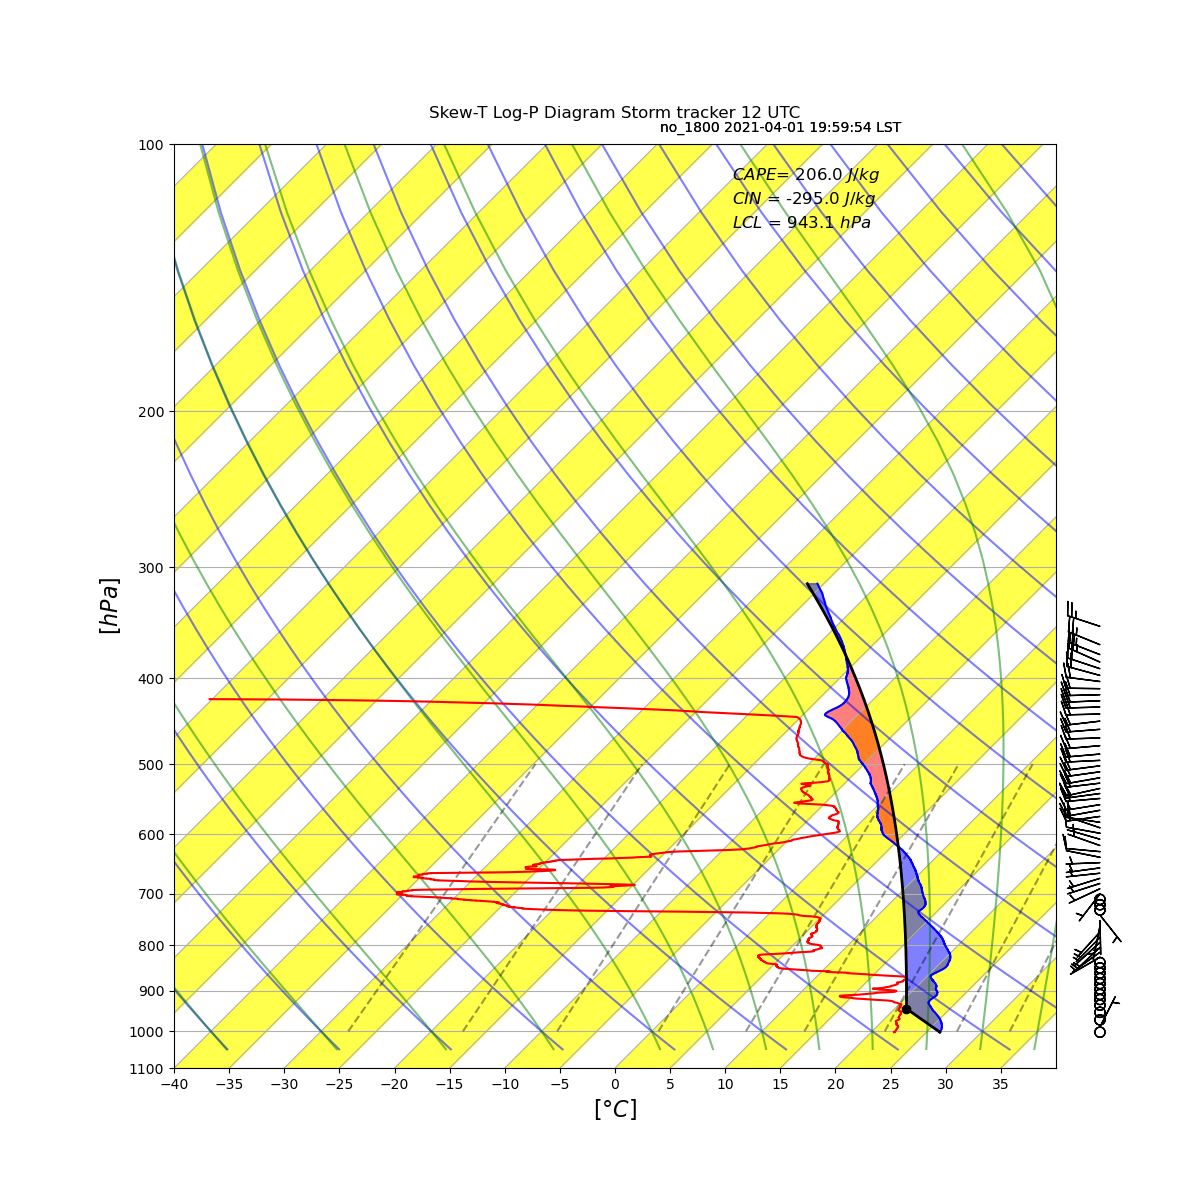 Skew-T Log-P Diagram Storm tracker 12 UTC
no_1800 2021-04-01 19:59:54 LST
CAPE= 206.0 J/kg
CIN = -295.0 J/kg
LCL = 943.1 hPa
100
200
300
400
500
600
700
800
900
1000
1100
[hPa]
−40 −35 −30 −25 −20 −15 −10 −5 0 5 10 15 20 25 30 35
[°C]